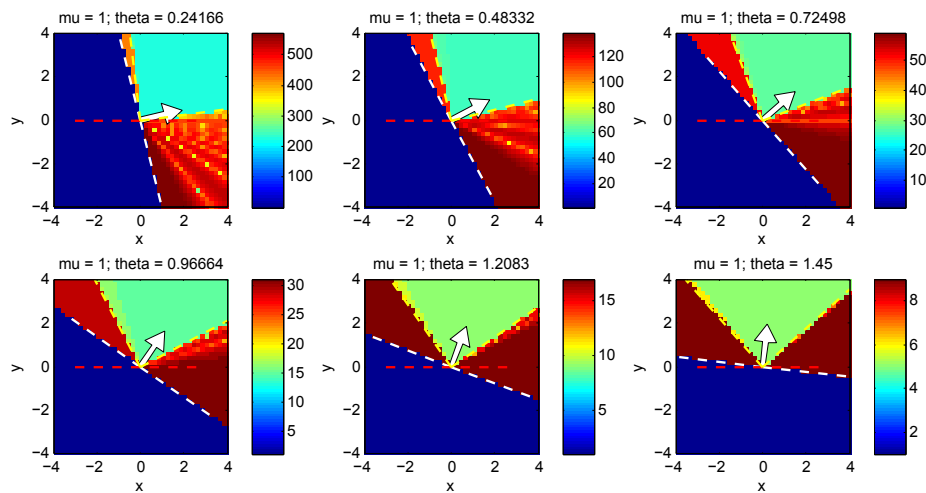 mu = 1; theta = 0.24166
mu = 1; theta = 0.48332
mu = 1; theta = 0.72498
4
2
0
−2
−4
y
−4 −2 0 2 4
x
500
400
300
200
100
4
2
0
−2
−4
y
−4 −2 0 2 4
x
120
100
80
60
40
20
4
2
0
−2
−4
y
−4 −2 0 2 4
x
50
40
30
20
10
mu = 1; theta = 0.96664
mu = 1; theta = 1.2083
mu = 1; theta = 1.45
4
2
0
−2
−4
y
−4 −2 0 2 4
x
30
25
20
15
10
5
4
2
0
−2
−4
y
−4 −2 0 2 4
x
15
10
5
4
2
0
−2
−4
y
−4 −2 0 2 4
x
8
6
4
2